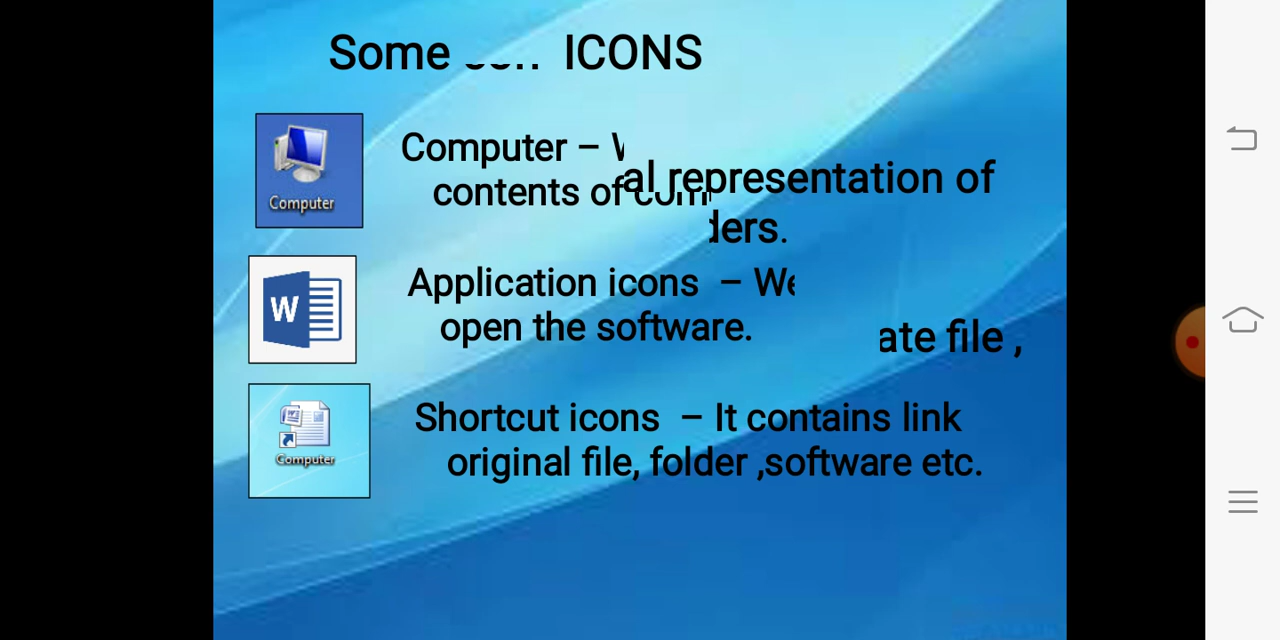 Some ICONS
Computer
Computer –
contents of
al representation of
ders.
W
Application icons – We
open the software.
ate file ,
Computer
Shortcut icons – It contains link
original file, folder ,software etc.